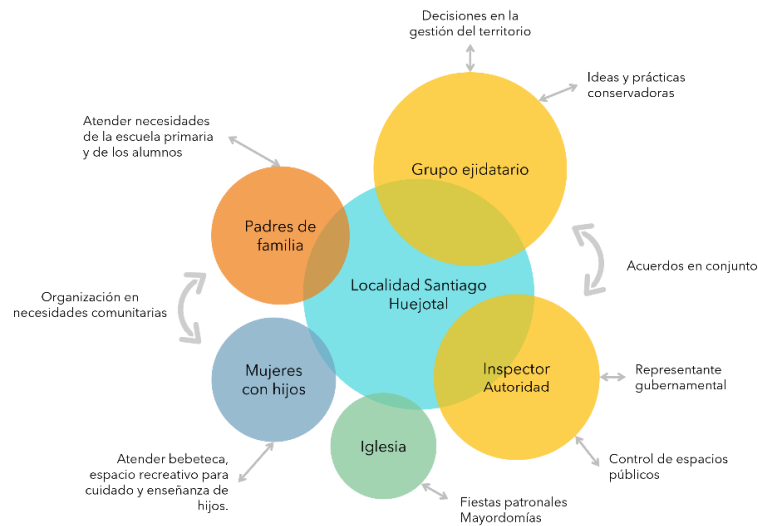 Decisiones en la
gestión del territorio
Ideas y prácticas
conservadoras
Atender necesidades
de la escuela primaria
y de los alumnos
Grupo ejidatario
Padres de
familia
Localidad Santiago
Huejotal
Acuerdos en conjunto
Organización en
necesidades comunitarias
Mujeres
con hijos
Inspector
Autoridad
Representante
gubernamental
Iglesia
Atender bebeteca,
espacio recreativo para
cuidado y enseñanza de
hijos.
Control de espacios
públicos
Fiestas patronales
Mayordomías